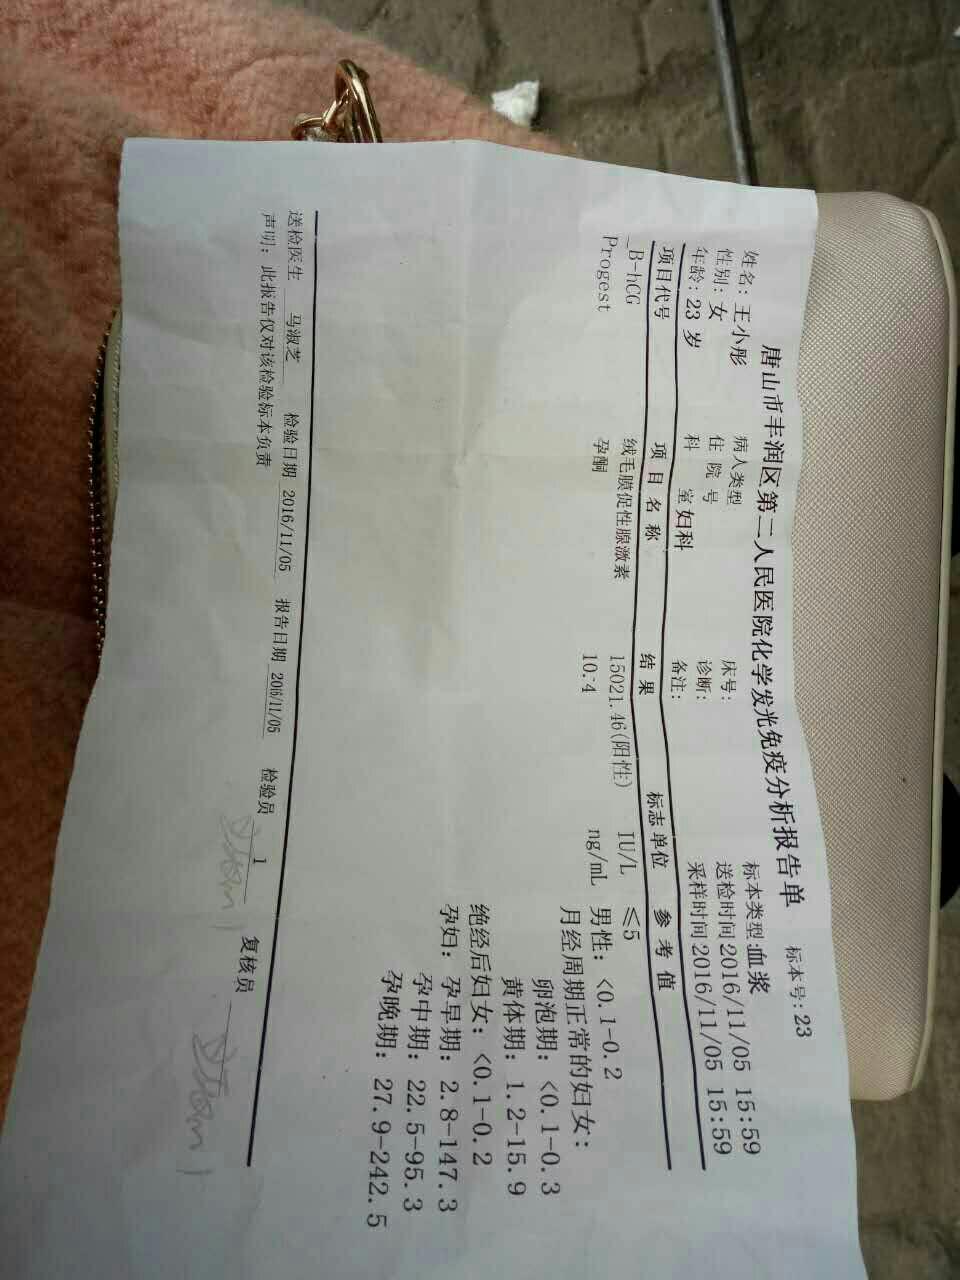 唐山市丰润区第二人民医院化学发光免疫分析报告单 标本号: 23
姓名: 王小彤 病人类型 床号: 标本类型:血浆
性别: 女 住 院 号 诊断: 送检时间2016/11/05 15:59
年龄: 23 岁 科 室妇科 备注: 采样时间2016/11/05 15:59
项目代号 项 目 名 称 结 果 标志单位 参 考 值
_B-hCG 绒毛膜促性腺激素 15021.46(阳性) IU/L ≤5
Progest 孕酮 10.4 ng/mL 男性: <0.1-0.2
月经周期正常的妇女:
卵泡期: <0.1-0.3
黄体期: 1.2-15.9
绝经后妇女: <0.1-0.2
孕妇: 孕早期: 2.8-147.3
孕中期: 22.5-95.3
孕晚期: 27.9-242.5
送检医生 马淑芝 检验日期 2016/11/05 报告日期 2016/11/05 检验员 1 复核员
声明: 此报告仅对该检验标本负责